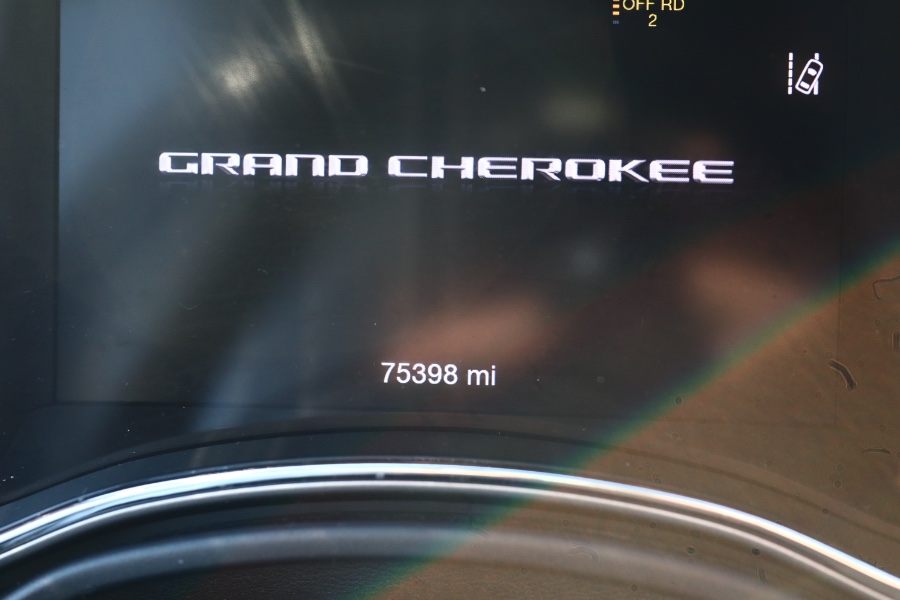 OFF RD
2
GRAND CHEROKEE
75398 mi